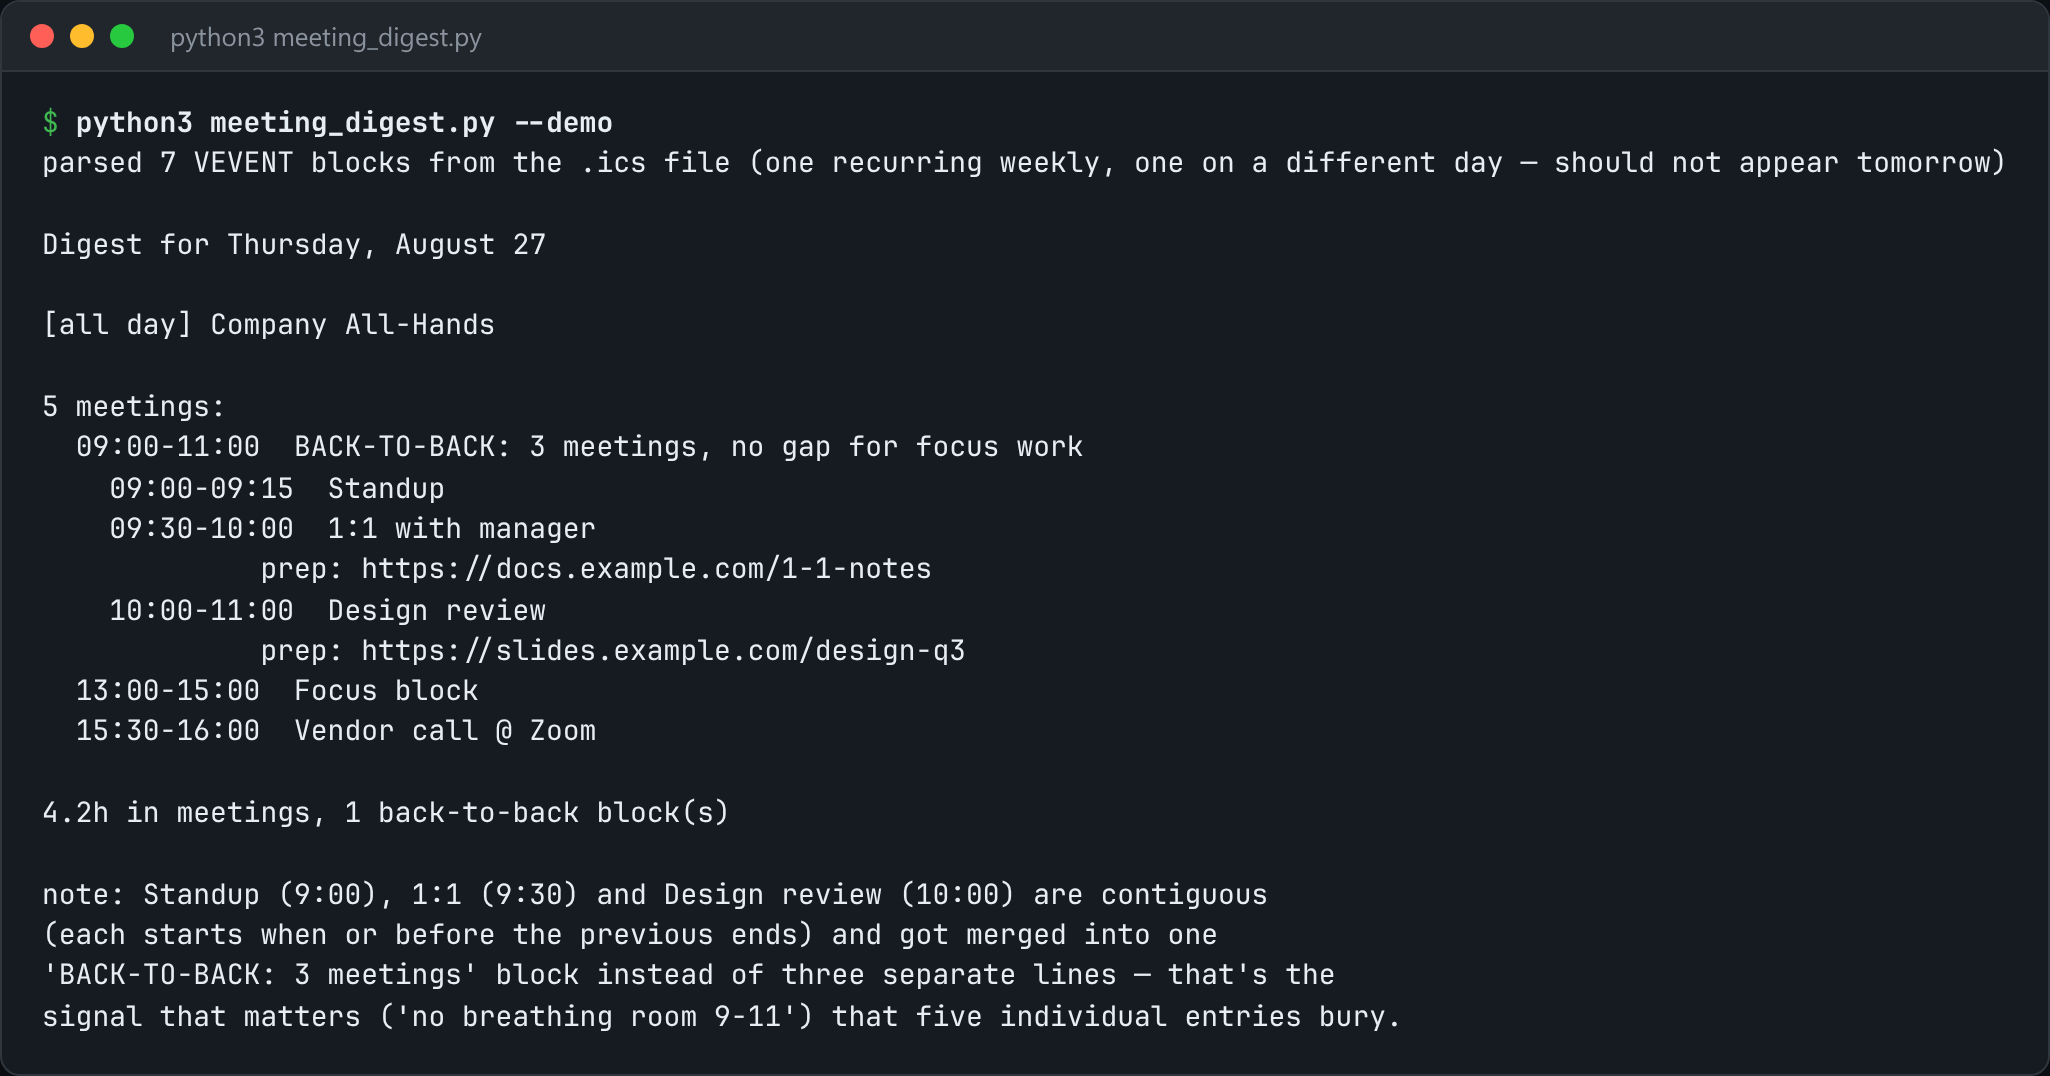 python3 meeting_digest.py
$ python3 meeting_digest.py --demo
parsed 7 VEVENT blocks from the .ics file (one recurring weekly, one on a different day — should not appear tomorrow)
Digest for Thursday, August 27
[all day] Company All-Hands
5 meetings:
09:00-11:00  BACK-TO-BACK: 3 meetings, no gap for focus work
09:00-09:15  Standup
09:30-10:00  1:1 with manager
prep: https://docs.example.com/1-1-notes
10:00-11:00  Design review
prep: https://slides.example.com/design-q3
13:00-15:00  Focus block
15:30-16:00  Vendor call @ Zoom
4.2h in meetings, 1 back-to-back block(s)
note: Standup (9:00), 1:1 (9:30) and Design review (10:00) are contiguous
(each starts when or before the previous ends) and got merged into one
'BACK-TO-BACK: 3 meetings' block instead of three separate lines — that's the
signal that matters ('no breathing room 9-11') that five individual entries bury.